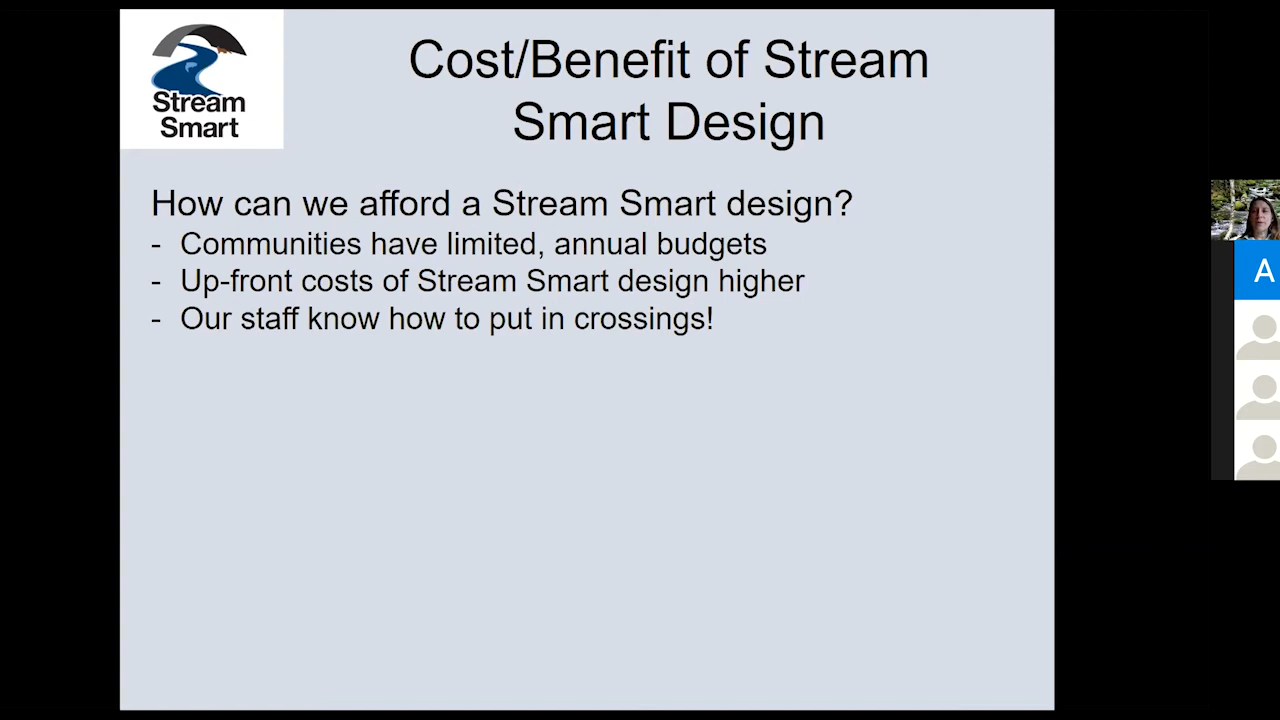 Stream
Smart
Cost/Benefit of Stream
Smart Design
How can we afford a Stream Smart design?
- Communities have limited, annual budgets
- Up-front costs of Stream Smart design higher
- Our staff know how to put in crossings!
A